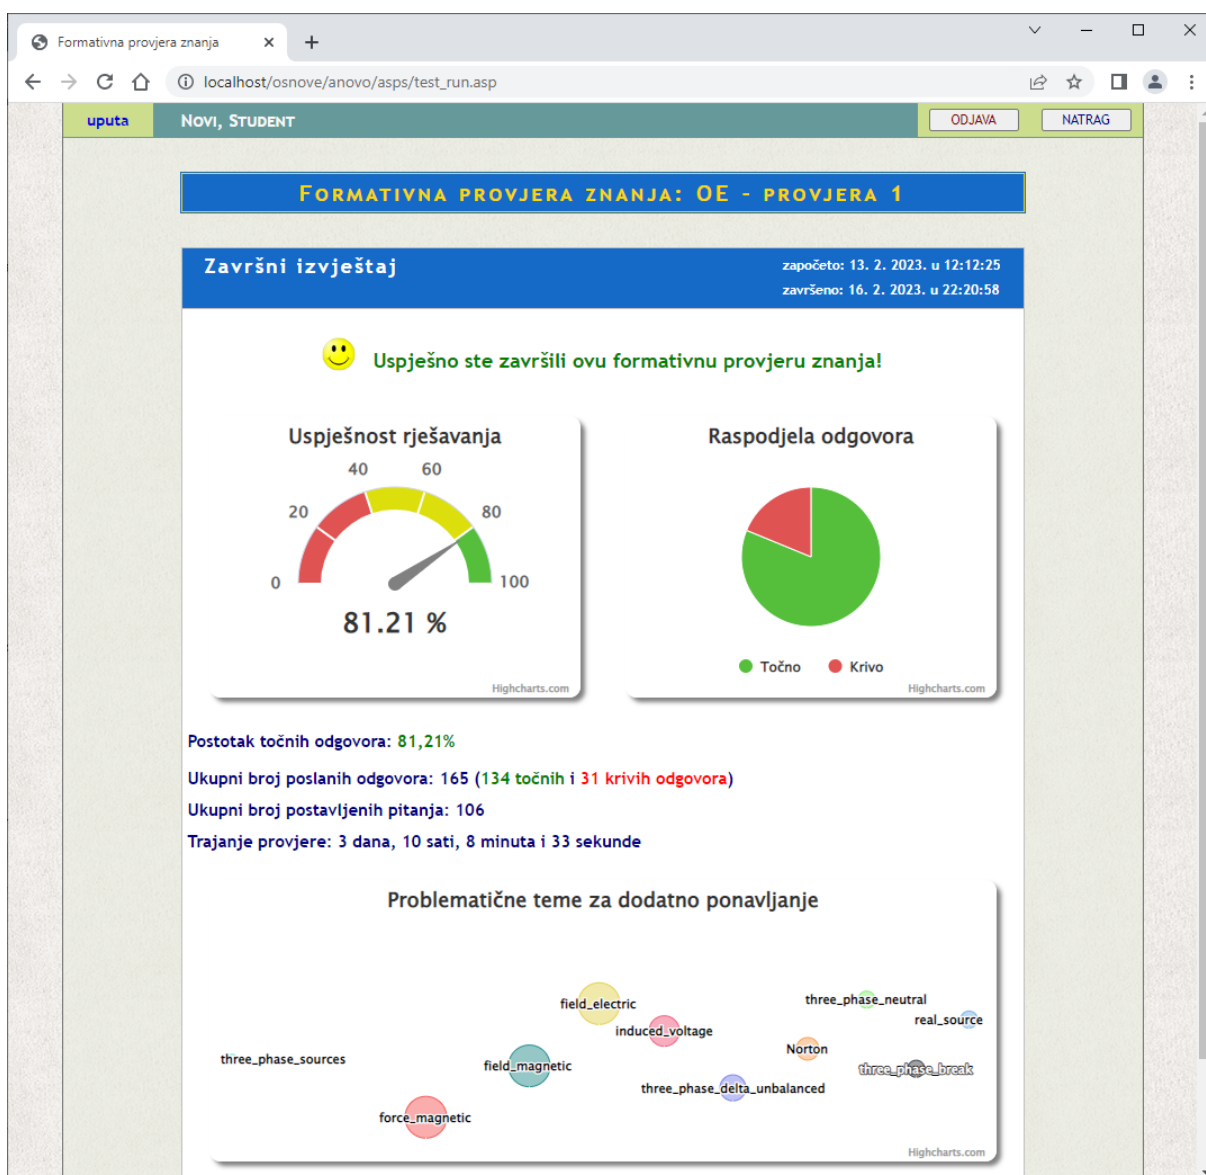 Formativna provjera znanja
localhost/osnove/anovo/asps/test_run.asp
uputa
Novi, Student
ODJAVA
NATRAG
Formativna provjera znanja: OE - provjera 1
Završni izvještaj
započeto: 13. 2. 2023. u 12:12:25
završeno: 16. 2. 2023. u 22:20:58
Uspješno ste završili ovu formativnu provjeru znanja!
Uspješnost rješavanja
0
20
40
60
80
100
81.21 %
Highcharts.com
Raspodjela odgovora
Točno
Krivo
Highcharts.com
Postotak točnih odgovora: 81,21%
Ukupni broj poslanih odgovora: 165 (134 točnih i 31 krivih odgovora)
Ukupni broj postavljenih pitanja: 106
Trajanje provjere: 3 dana, 10 sati, 8 minuta i 33 sekunde
Problematične teme za dodatno ponavljanje
field_electric
three_phase_neutral
real_source
induced_voltage
Norton
three_phase_sources
field_magnetic
three_phase_break
three_phase_delta_unbalanced
force_magnetic
Highcharts.com